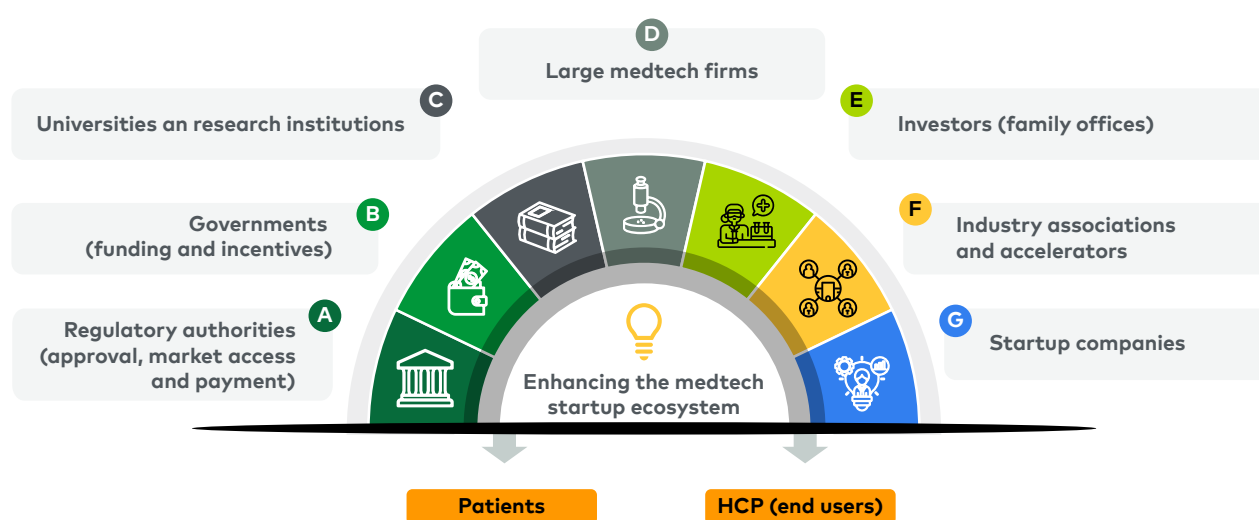 D
Large medtech firms
C
Universities an research institutions
E
Investors (family offices)
B
Governments
(funding and incentives)
F
Industry associations
and accelerators
A
Regulatory authorities
(approval, market access
and payment)
G
Startup companies
Enhancing the medtech
startup ecosystem
Patients
HCP (end users)